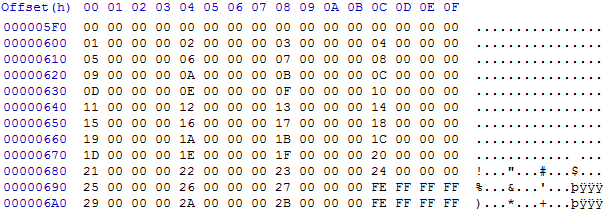 Offset(h) 00 01 02 03 04 05 06 07 08 09 0A 0B 0C 0D 0E 0F
000005F0 00 00 00 00 00 00 00 00 00 00 00 00 00 00 00 00 ................
00000600 01 00 00 00 02 00 00 00 03 00 00 00 04 00 00 00 ................
00000610 05 00 00 00 06 00 00 00 07 00 00 00 08 00 00 00 ................
00000620 09 00 00 00 0A 00 00 00 0B 00 00 00 0C 00 00 00 ................
00000630 0D 00 00 00 0E 00 00 00 0F 00 00 00 10 00 00 00 ................
00000640 11 00 00 00 12 00 00 00 13 00 00 00 14 00 00 00 ................
00000650 15 00 00 00 16 00 00 00 17 00 00 00 18 00 00 00 ................
00000660 19 00 00 00 1A 00 00 00 1B 00 00 00 1C 00 00 00 ................
00000670 1D 00 00 00 1E 00 00 00 1F 00 00 00 20 00 00 00 ............ ...
00000680 21 00 00 00 22 00 00 00 23 00 00 00 24 00 00 00 !..."...#...$...
00000690 25 00 00 00 26 00 00 00 27 00 00 00 FE FF FF FF %...&...'...þÿÿÿ
000006A0 29 00 00 00 2A 00 00 00 2B 00 00 00 FE FF FF FF )...*...+...þÿÿÿ